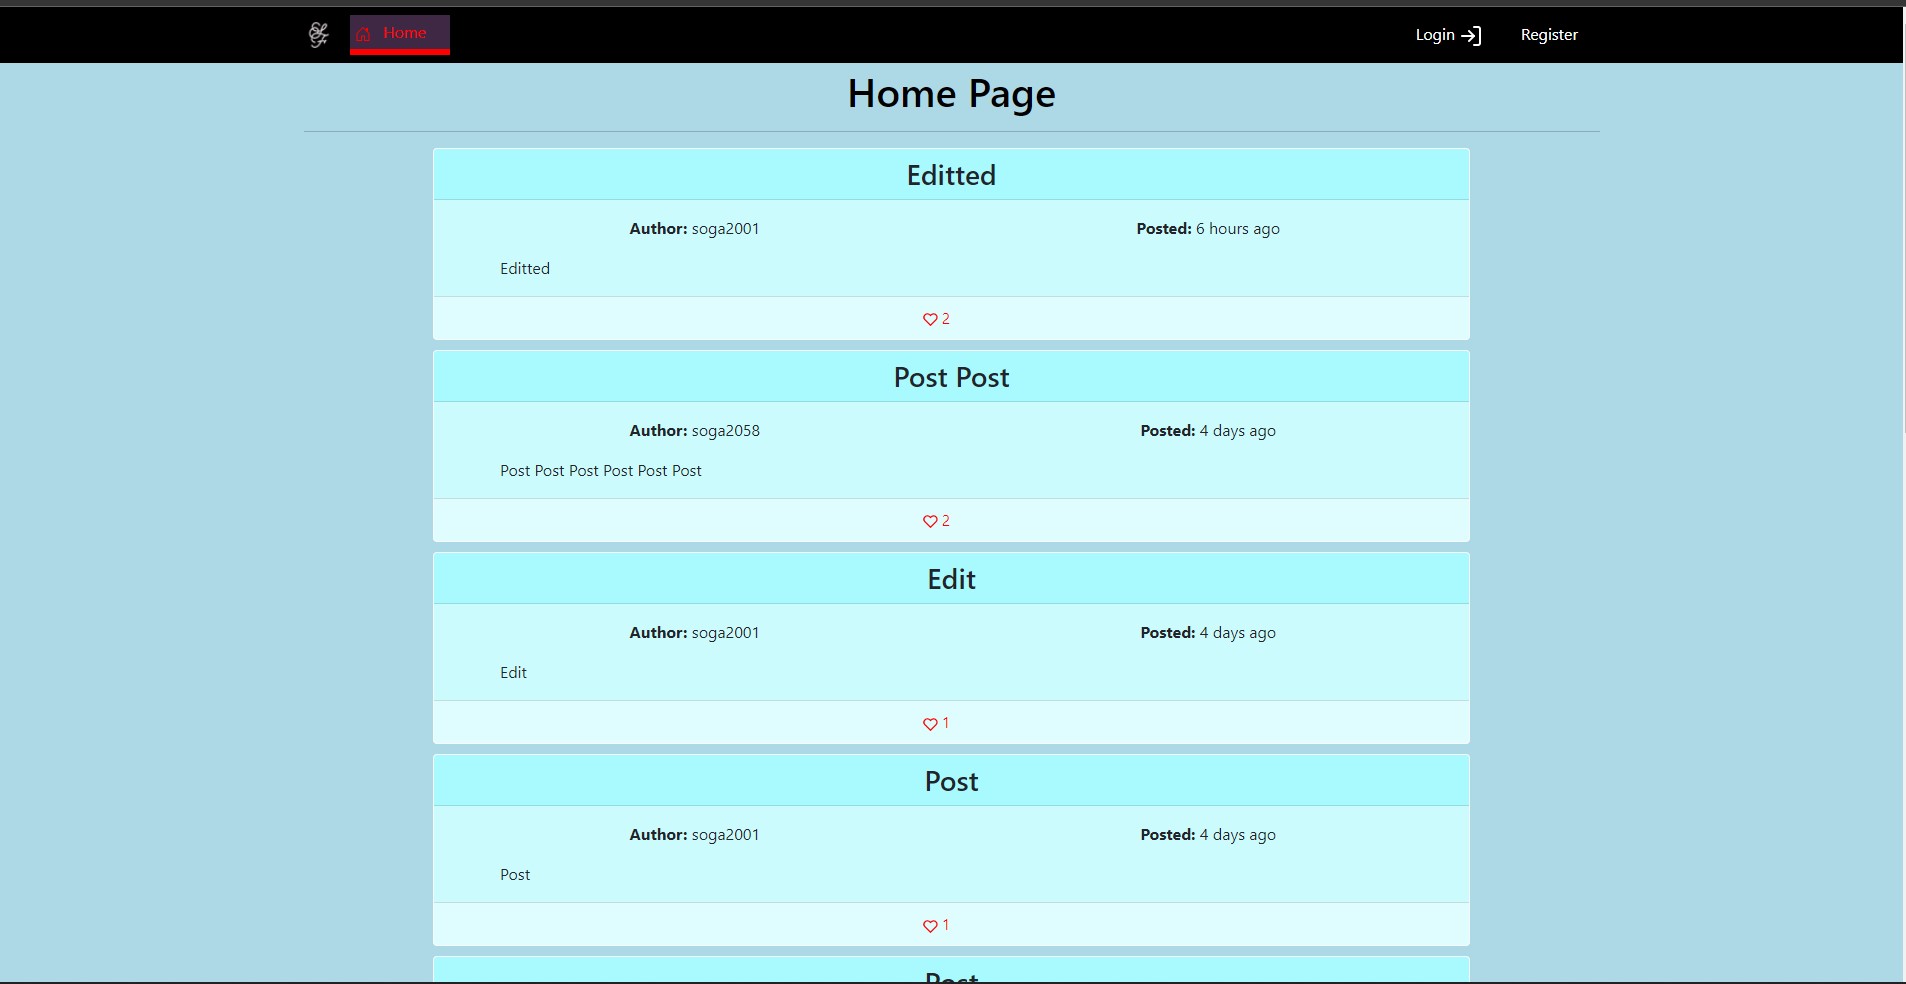 Home
Login
Register
Home Page
Editted
Author: soga2001
Posted: 6 hours ago
Editted
2
Post Post
Author: soga2058
Posted: 4 days ago
Post Post Post Post Post Post
2
Edit
Author: soga2001
Posted: 4 days ago
Edit
1
Post
Author: soga2001
Posted: 4 days ago
Post
1
Post